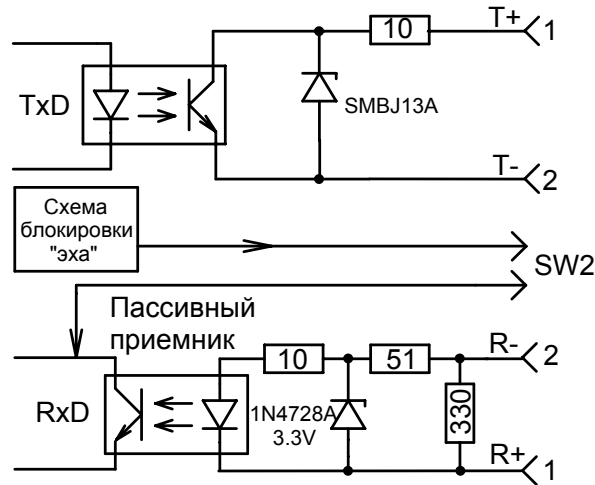 T+
10
1
TxD
SMBJ13A
T-
2
Схема
блокировки
"эха"
SW2
Пассивный
приемник
R-
10
51
2
RxD
1N4728A
3.3V
330
R+
1